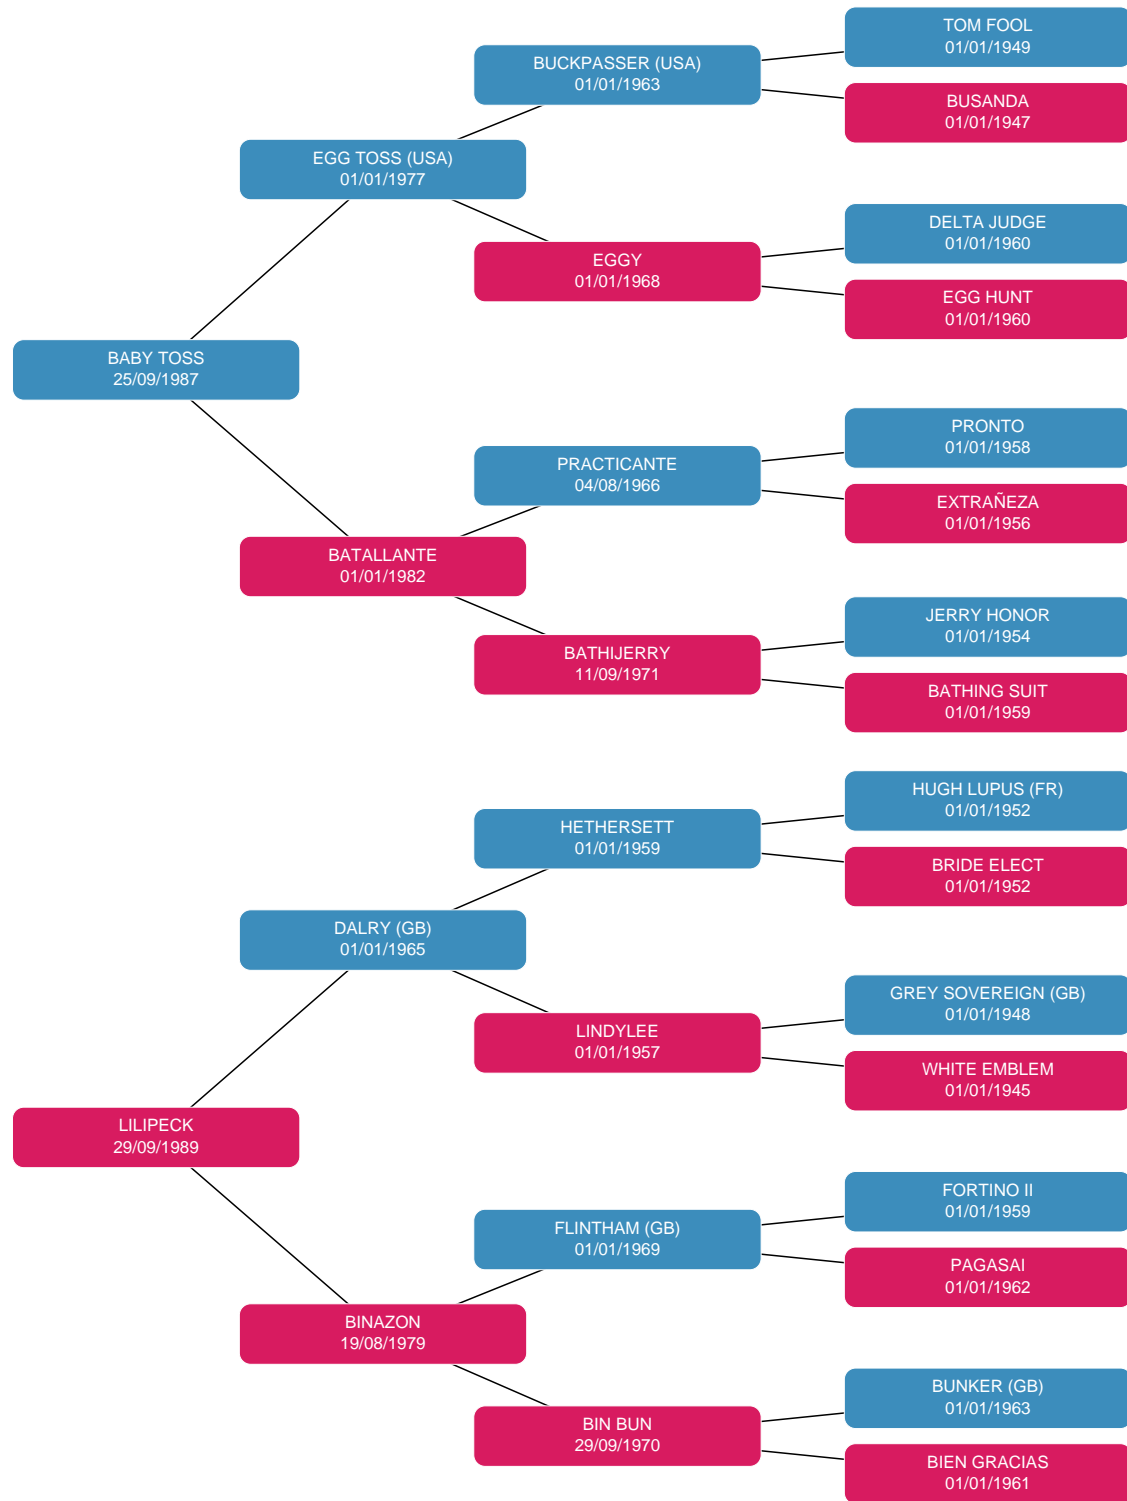 TOM FOOL
01/01/1949
BUCKPASSER (USA)
01/01/1963
BUSANDA
01/01/1947
EGG TOSS (USA)
01/01/1977
DELTA JUDGE
01/01/1960
EGGY
01/01/1968
EGG HUNT
01/01/1960
BABY TOSS
25/09/1987
PRONTO
01/01/1958
PRACTICANTE
04/08/1966
EXTRAÑEZA
01/01/1956
BATALLANTE
01/01/1982
JERRY HONOR
01/01/1954
BATHIJERRY
11/09/1971
BATHING SUIT
01/01/1959
HUGH LUPUS (FR)
01/01/1952
HETHERSETT
01/01/1959
BRIDE ELECT
01/01/1952
DALRY (GB)
01/01/1965
GREY SOVEREIGN (GB)
01/01/1948
LINDYLEE
01/01/1957
WHITE EMBLEM
01/01/1945
LILIPECK
29/09/1989
FORTINO II
01/01/1959
FLINTHAM (GB)
01/01/1969
PAGASAI
01/01/1962
BINAZON
19/08/1979
BUNKER (GB)
01/01/1963
BIN BUN
29/09/1970
BIEN GRACIAS
01/01/1961